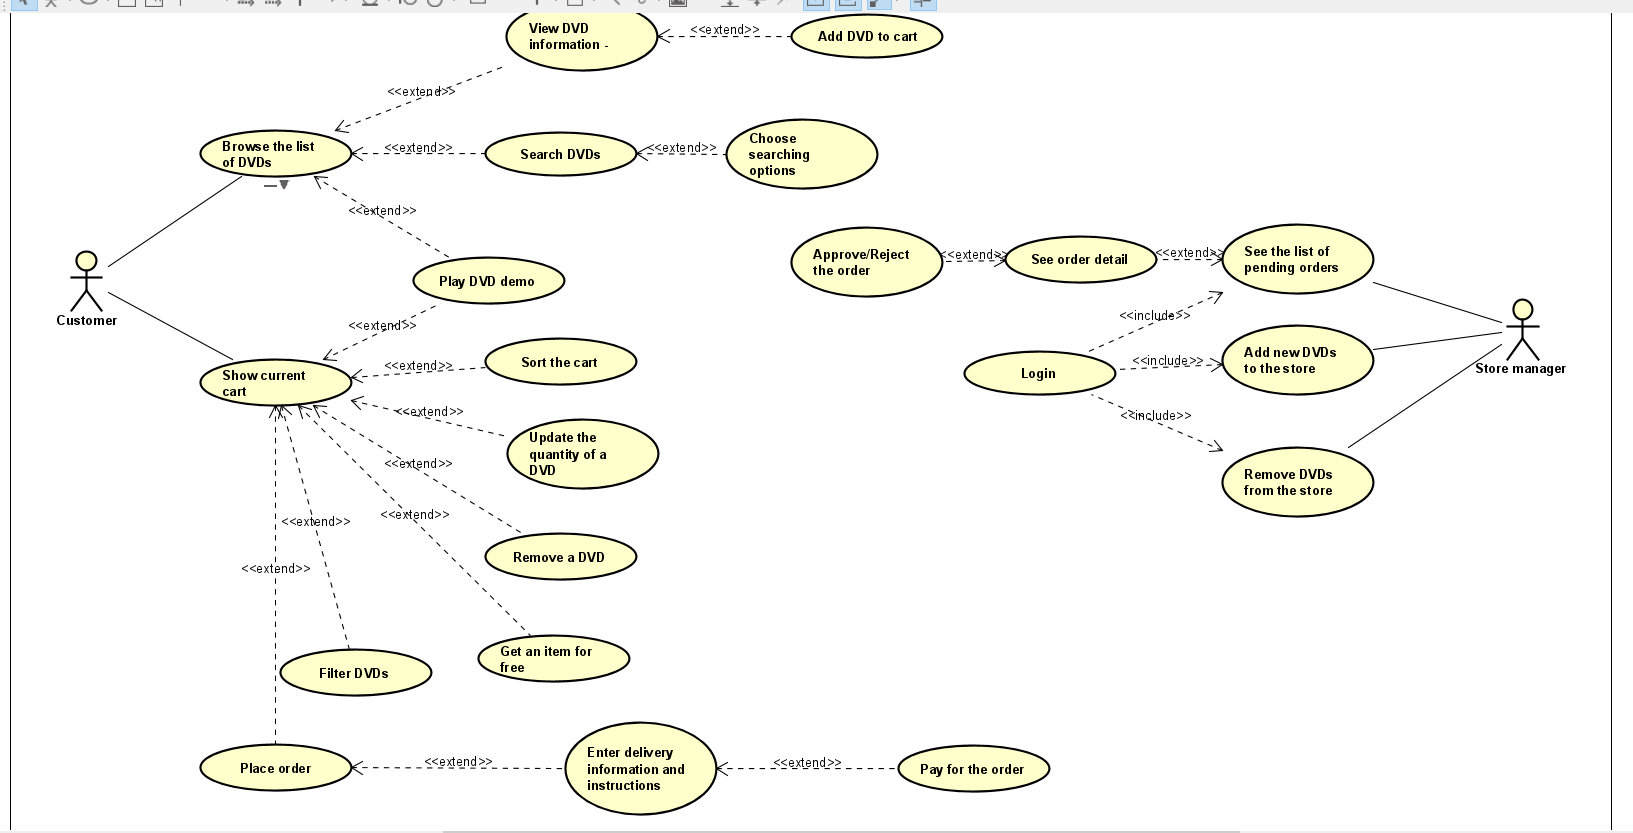 View DVD
information -
<<extend>>
Add DVD to cart
<<extend>>
Browse the list
of DVDs
<<extend>>
Search DVDs
<<extend>>
Choose
searching
options
<<extend>>
Play DVD demo
<<extend>>
Customer
Show current
cart
<<extend>>
Sort the cart
<<extend>>
Update the
quantity of a
DVD
<<extend>>
Remove a DVD
<<extend>>
Get an item for
free
<<extend>>
Filter DVDs
<<extend>>
Place order
<<extend>>
Enter delivery
information and
instructions
<<extend>>
Pay for the order
Approve/Reject
the order
<<extend>>
See order detail
<<extend>>
See the list of
pending orders
<<include>>
Login
<<include>>
Add new DVDs
to the store
<<include>>
Remove DVDs
from the store
Store manager